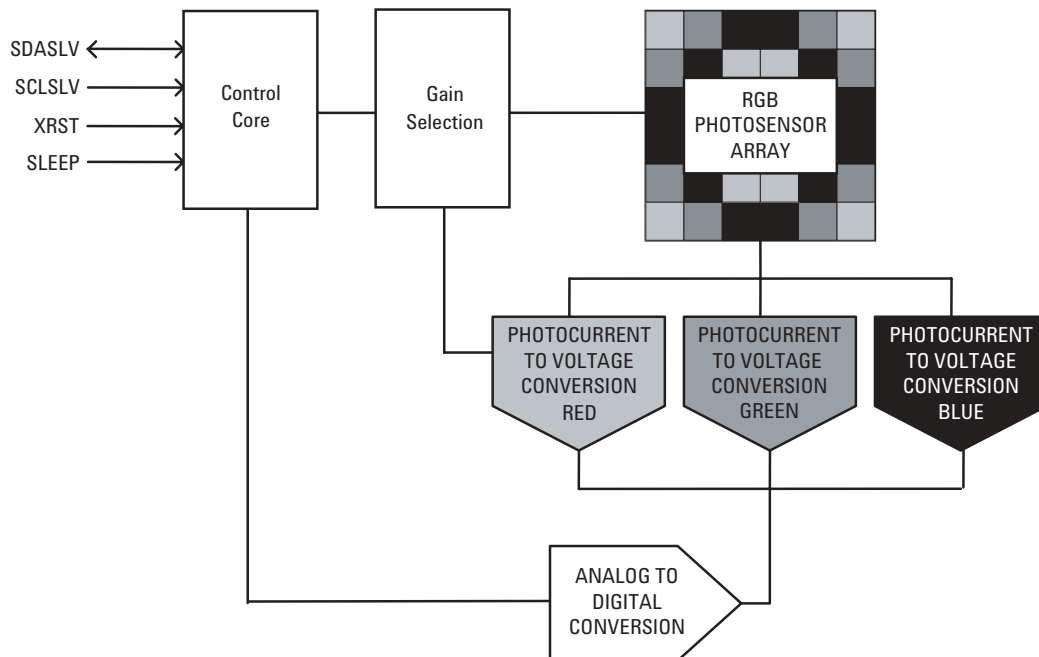 SDASLV
SCLSLV
XRST
SLEEP
Control
Core
Gain
Selection
RGB
PHOTOSENSOR
ARRAY
PHOTOCURRENT
TO VOLTAGE
CONVERSION
RED
PHOTOCURRENT
TO VOLTAGE
CONVERSION
GREEN
PHOTOCURRENT
TO VOLTAGE
CONVERSION
BLUE
ANALOG TO
DIGITAL
CONVERSION